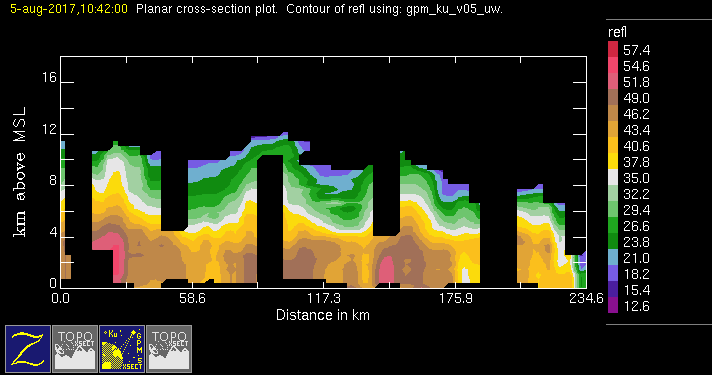 5-aug-2017,10:42:00 Planar cross-section plot. Contour of refl using: gpm_ku_v05_uw.
refl
57.4
54.6
51.8
49.0
46.2
43.4
40.6
37.8
35.0
32.2
29.4
26.6
23.8
21.0
18.2
15.4
12.6
km above MSL
16
12
8
4
0
0.0 58.6 117.3 175.9 234.6
Distance in km
Z
TOPO
XSECT
"Ku"
GPM
XSECT
TOPO
XSECT